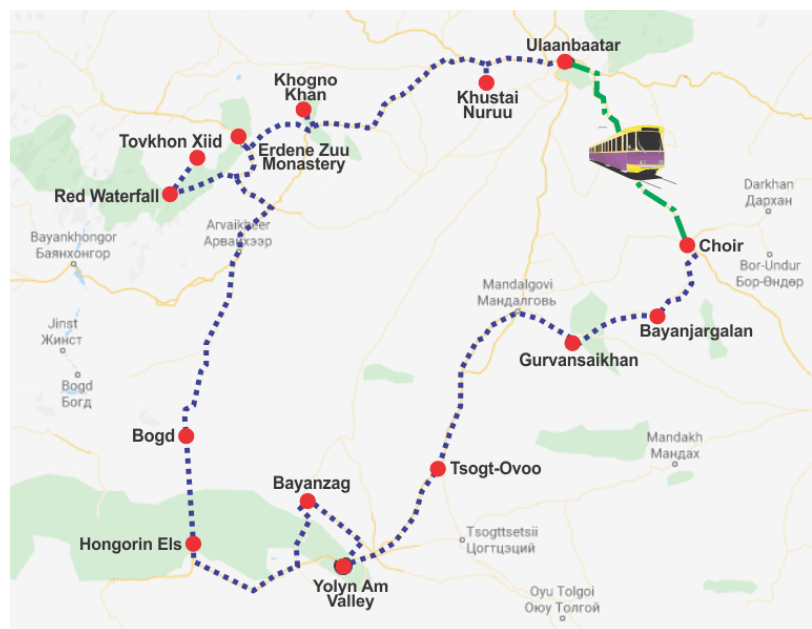 Ulaanbaatar
Khogno
Khan
Khustai
Nuruu
Tovkhon Xiid
Erdene Zuu
Monastery
Red Waterfall
Darkhan
Дархан
Arvaikheer
Арвайхээр
Bayankhongor
Баянхонгор
Choir
Bor-Undur
Бор-Өндөр
Mandalgovi
Мандалговь
Bayanjargalan
Jinst
Жинст
Gurvansaikhan
Bogd
Богд
Bogd
Mandakh
Мандах
Tsogt-Ovoo
Bayanzag
Tsogttsetsii
Цогтцэций
Hongorin Els
Yolyn Am
Valley
Oyu Tolgoi
Оюу Толгой